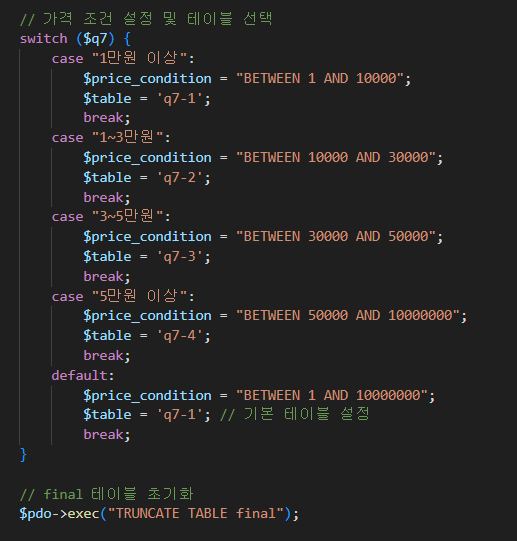 // 가격 조건 설정 및 테이블 선택
switch ($q7) {
    case "1만원 이상":
        $price_condition = "BETWEEN 1 AND 10000";
        $table = 'q7-1';
        break;
    case "1~3만원":
        $price_condition = "BETWEEN 10000 AND 30000";
        $table = 'q7-2';
        break;
    case "3~5만원":
        $price_condition = "BETWEEN 30000 AND 50000";
        $table = 'q7-3';
        break;
    case "5만원 이상":
        $price_condition = "BETWEEN 50000 AND 10000000";
        $table = 'q7-4';
        break;
    default:
        $price_condition = "BETWEEN 1 AND 10000000";
        $table = 'q7-1'; // 기본 테이블 설정
        break;
}

// final 테이블 초기화
$pdo->exec("TRUNCATE TABLE final");